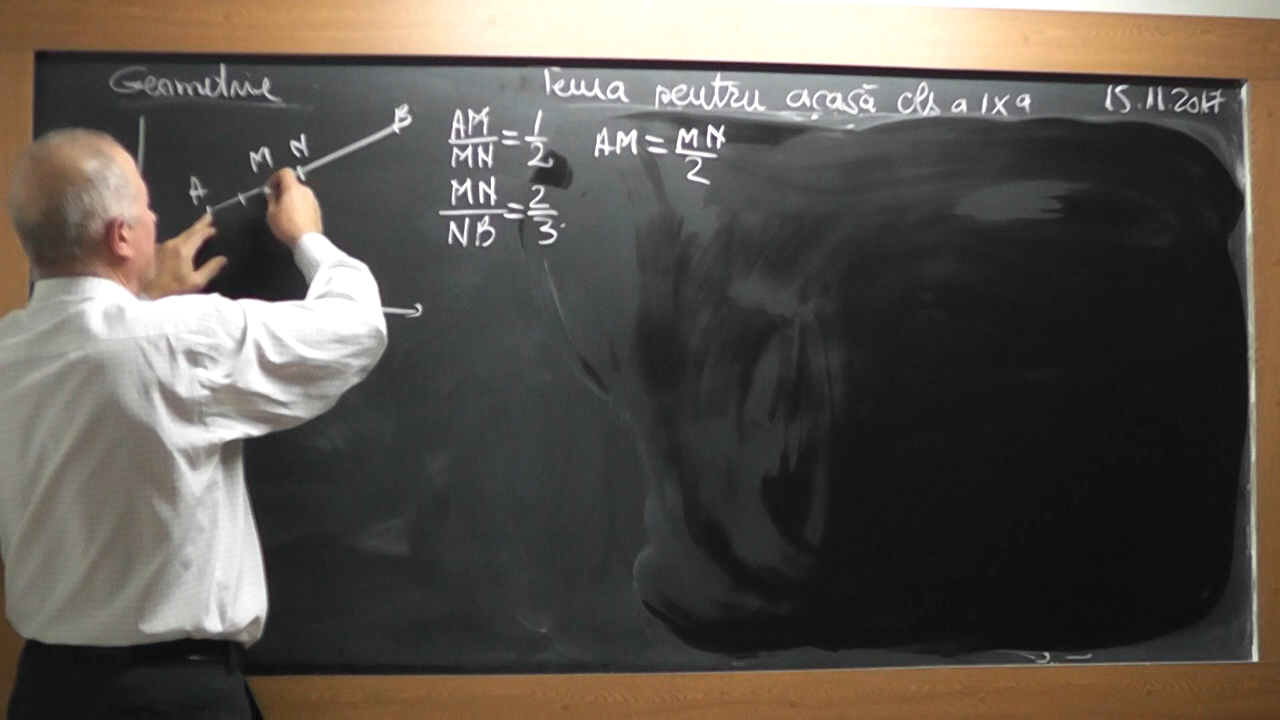 Geometrie
Tema pentru acasă cls a IX a 15.11.2017
A M N B
AM/MN = 1/2 AM = MN/2
MN/NB = 2/3